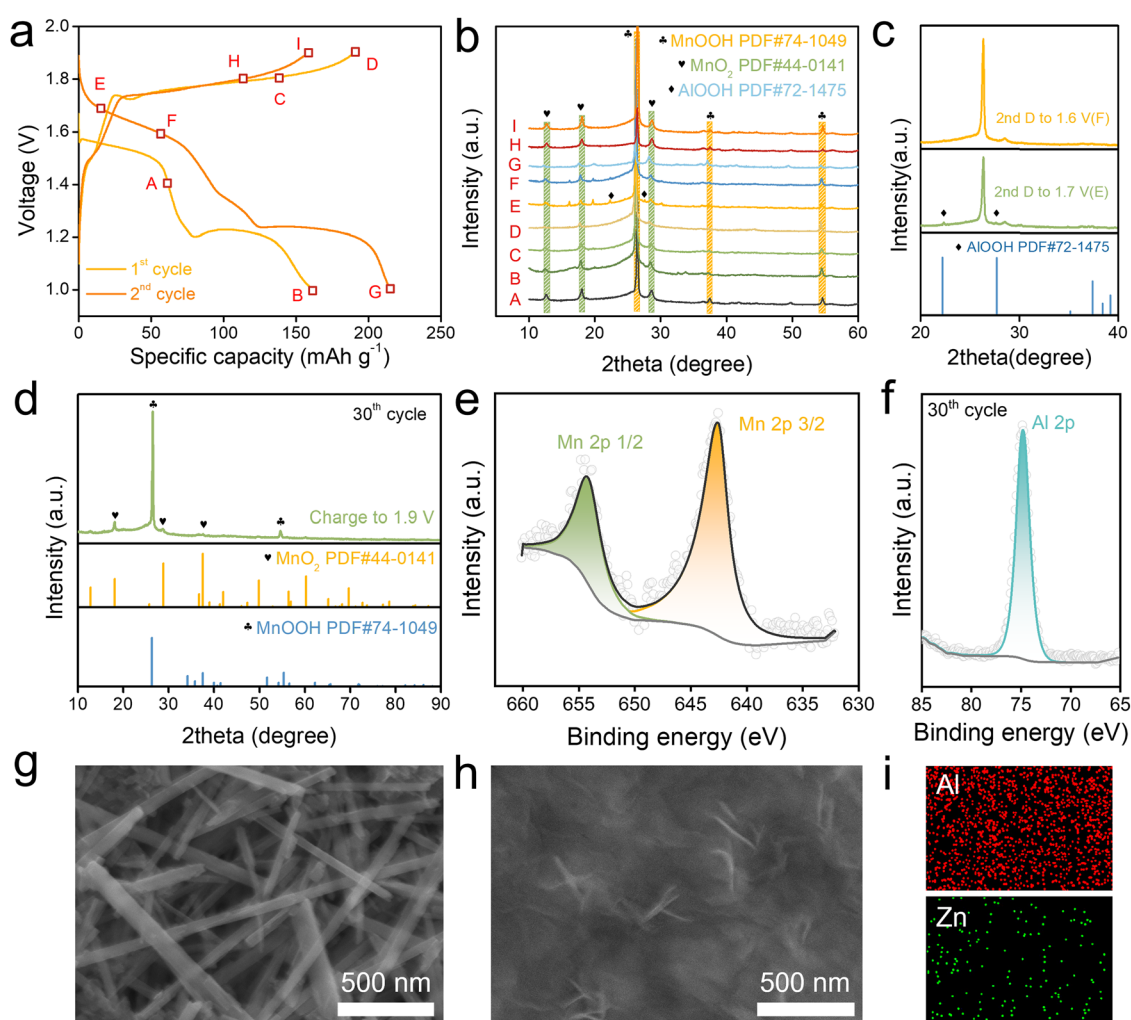 a
2.0
1.8
1.6
1.4
1.2
1.0
Voltage (V)
E
F
A
H
I
C
D
B
G
1st cycle
2nd cycle
0 50 100 150 200 250
Specific capacity (mAh g-1)
b
♣
♣ MnOOH PDF#74-1049
♥ MnO2 PDF#44-0141
♦ AlOOH PDF#72-1475
♥ ♥ ♥ ♣ ♣
♦ ♦
I
H
G
F
E
D
C
B
A
Intensity (a.u.)
10 20 30 40 50 60
2theta (degree)
c
2nd D to 1.6 V(F)
2nd D to 1.7 V(E)
♦ ♦
♦ AlOOH PDF#72-1475
Intensity(a.u.)
20 30 40
2theta(degree)
d
30th cycle
♣
♥ ♥ ♥ ♣
Charge to 1.9 V
♥ MnO2 PDF#44-0141
♣ MnOOH PDF#74-1049
Intensity (a.u.)
10 20 30 40 50 60 70 80 90
2theta (degree)
e
Mn 2p 1/2
Mn 2p 3/2
Intensity (a.u.)
660 655 650 645 640 635 630
Binding energy (eV)
f
30th cycle
Al 2p
Intensity (a.u.)
85 80 75 70 65
Binding energy (eV)
g
500 nm
h
500 nm
i
Al
Zn